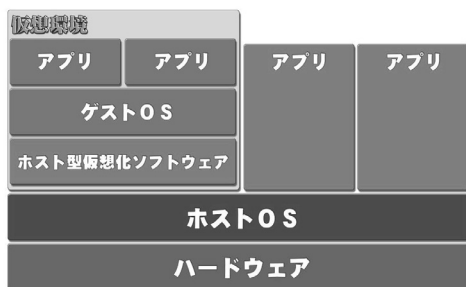 仮想環境
アプリ アプリ アプリ アプリ
ゲストOS
ホスト型仮想化ソフトウェア
ホストOS
ハードウェア